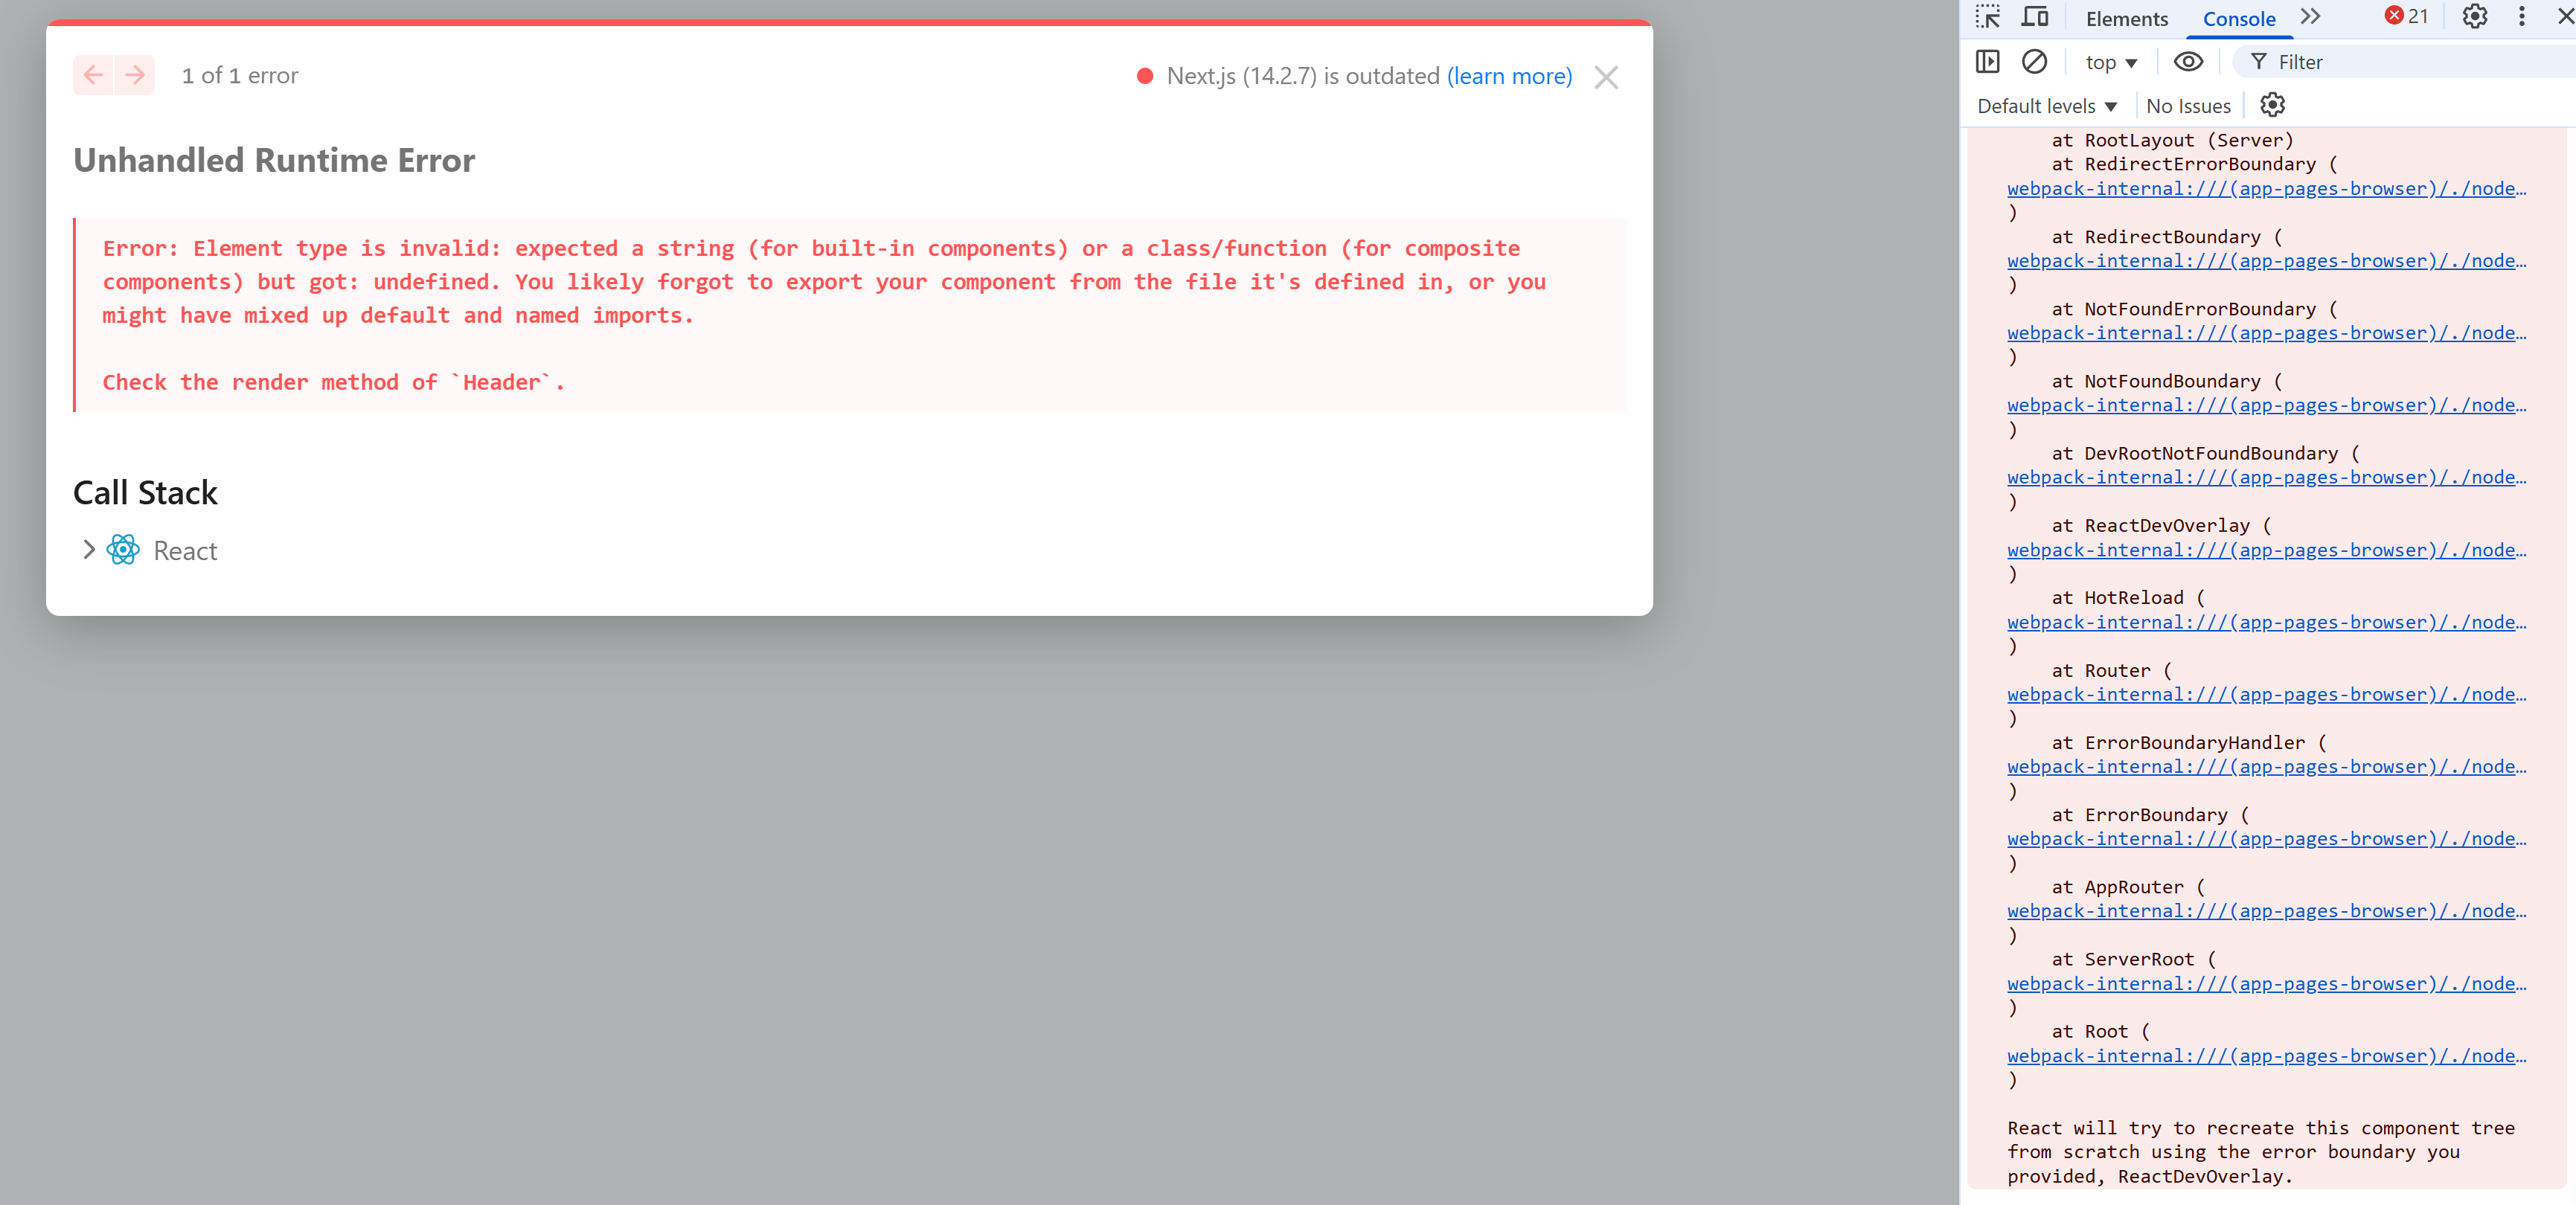 1 of 1 error
Next.js (14.2.7) is outdated (learn more)
Unhandled Runtime Error
Error: Element type is invalid: expected a string (for built-in components) or a class/function (for composite
components) but got: undefined. You likely forgot to export your component from the file it's defined in, or you
might have mixed up default and named imports.
Check the render method of `Header`.
Call Stack
React
Elements
Console
21
top
Filter
Default levels
No Issues
at RootLayout (Server)
at RedirectErrorBoundary (
webpack-internal:///(app-pages-browser)/./node…
)
at RedirectBoundary (
webpack-internal:///(app-pages-browser)/./node…
)
at NotFoundErrorBoundary (
webpack-internal:///(app-pages-browser)/./node…
)
at NotFoundBoundary (
webpack-internal:///(app-pages-browser)/./node…
)
at DevRootNotFoundBoundary (
webpack-internal:///(app-pages-browser)/./node…
)
at ReactDevOverlay (
webpack-internal:///(app-pages-browser)/./node…
)
at HotReload (
webpack-internal:///(app-pages-browser)/./node…
)
at Router (
webpack-internal:///(app-pages-browser)/./node…
)
at ErrorBoundaryHandler (
webpack-internal:///(app-pages-browser)/./node…
)
at ErrorBoundary (
webpack-internal:///(app-pages-browser)/./node…
)
at AppRouter (
webpack-internal:///(app-pages-browser)/./node…
)
at ServerRoot (
webpack-internal:///(app-pages-browser)/./node…
)
at Root (
webpack-internal:///(app-pages-browser)/./node…
)
React will try to recreate this component tree
from scratch using the error boundary you
provided, ReactDevOverlay.